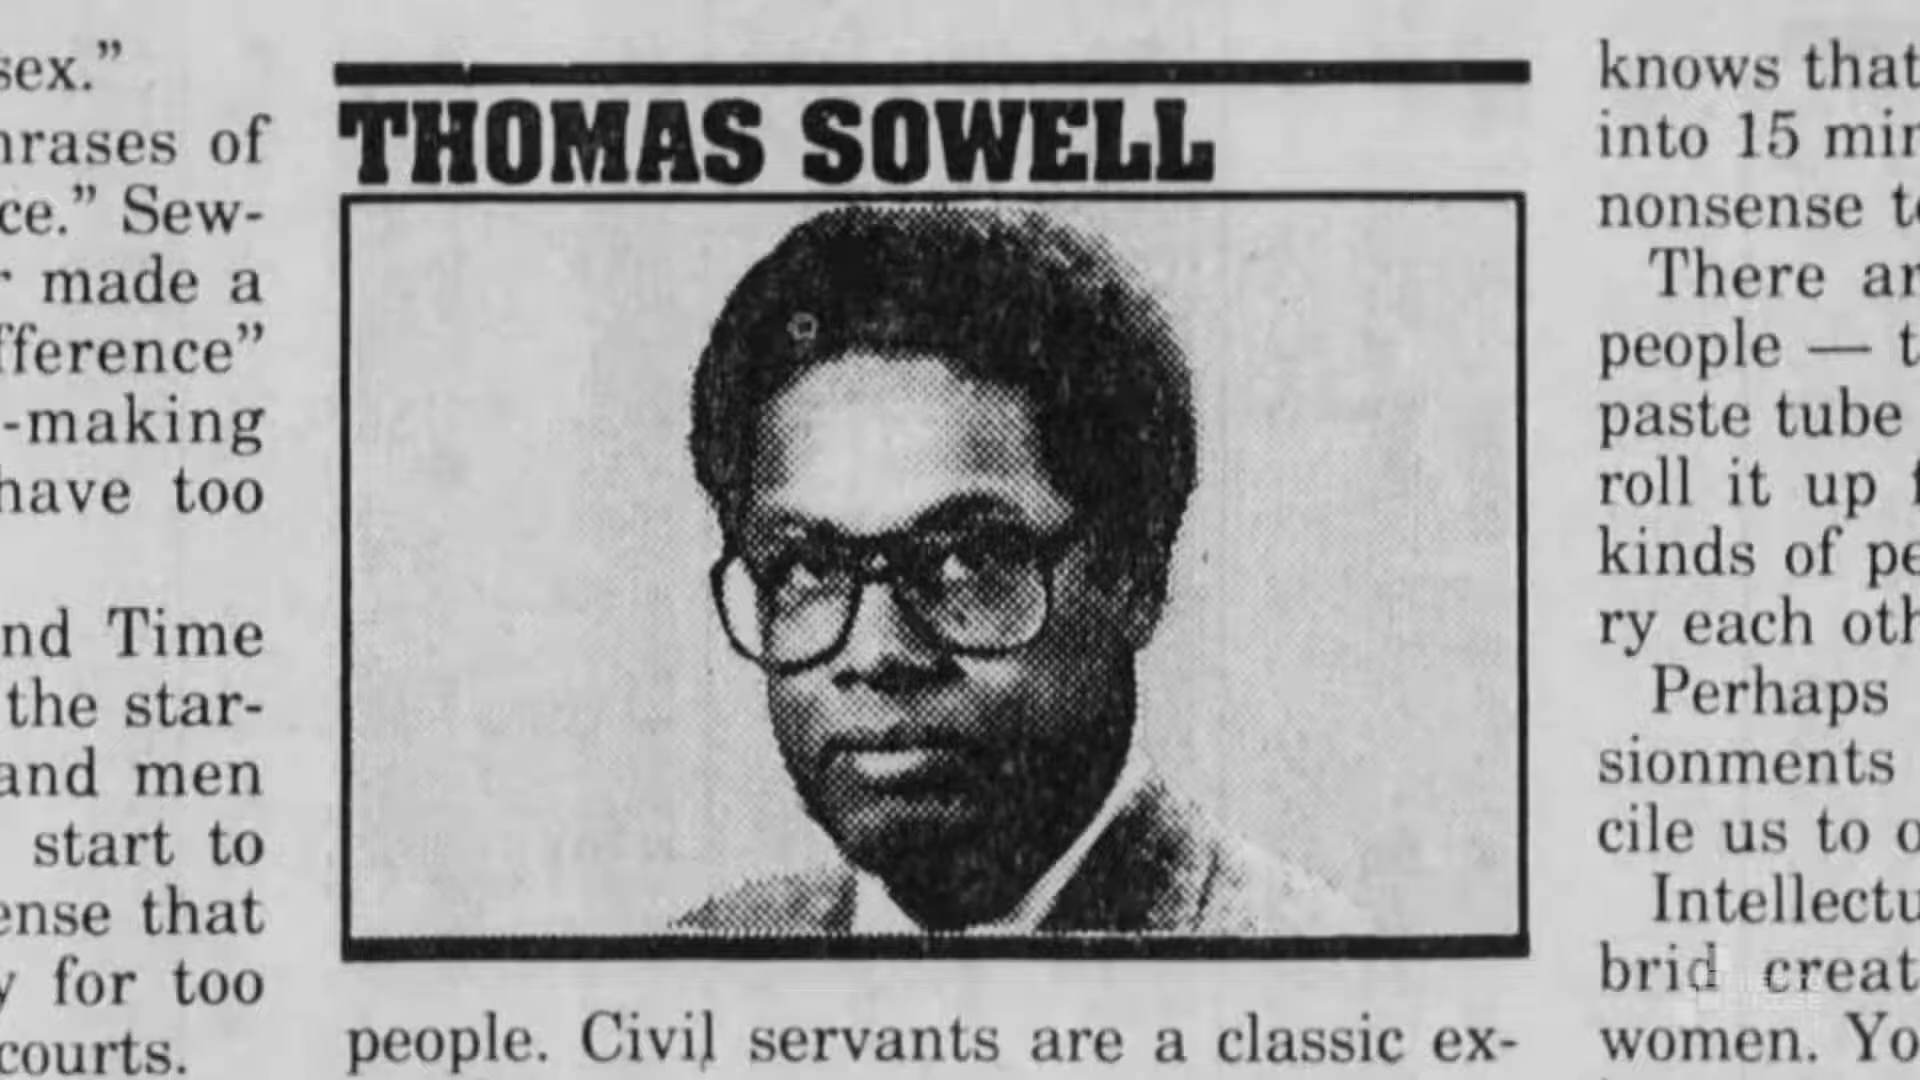 sex.”
hrases of
ce.” Sew-
r made a
fference”
-making
have too
nd Time
the star-
and men
start to
ense that
y for too
courts.
THOMAS SOWELL
people. Civil servants are a classic ex-
knows that
into 15 min
nonsense to
There ar
people — t
paste tube
roll it up f
kinds of pe
ry each oth
Perhaps
sionments
cile us to o
Intellectu
brid creat
women. Yo